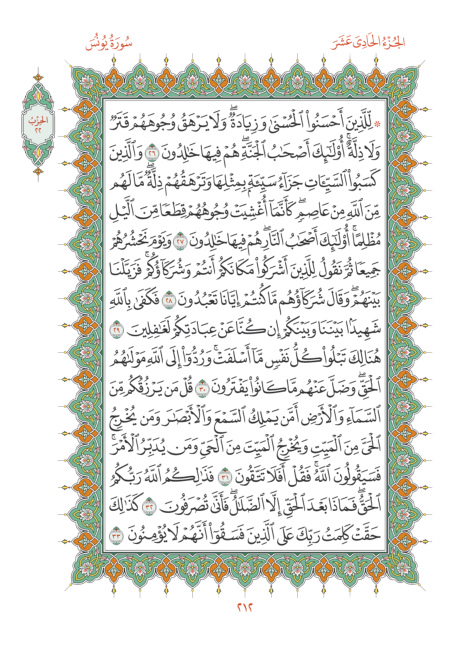 الجُزْءُ الحَادِي عَشَرَ
سُورَةُ يُونُسَ
الحِزْب
٢٢
۞ لِّلَّذِينَ أَحْسَنُوا۟ ٱلْحُسْنَىٰ وَزِيَادَةٌ ۖ وَلَا يَرْهَقُ وُجُوهَهُمْ قَتَرٌ
وَلَا ذِلَّةٌ ۚ أُو۟لَـٰٓئِكَ أَصْحَـٰبُ ٱلْجَنَّةِ ۖ هُمْ فِيهَا خَـٰلِدُونَ ٢٦ وَٱلَّذِينَ
كَسَبُوا۟ ٱلسَّيِّـَٔاتِ جَزَآءُ سَيِّئَةٍۭ بِمِثْلِهَا وَتَرْهَقُهُمْ ذِلَّةٌ ۖ مَّا لَهُم
مِّنَ ٱللَّهِ مِنْ عَاصِمٍ ۖ كَأَنَّمَآ أُغْشِيَتْ وُجُوهُهُمْ قِطَعًا مِّنَ ٱلَّيْلِ
مُظْلِمًا ۚ أُو۟لَـٰٓئِكَ أَصْحَـٰبُ ٱلنَّارِ ۖ هُمْ فِيهَا خَـٰلِدُونَ ٢٧ وَيَوْمَ نَحْشُرُهُمْ
جَمِيعًا ثُمَّ نَقُولُ لِلَّذِينَ أَشْرَكُوا۟ مَكَانَكُمْ أَنتُمْ وَشُرَكَآؤُكُمْ ۚ فَزَيَّلْنَا
بَيْنَهُمْ ۖ وَقَالَ شُرَكَآؤُهُم مَّا كُنتُمْ إِيَّانَا تَعْبُدُونَ ٢٨ فَكَفَىٰ بِٱللَّهِ
شَهِيدًۢا بَيْنَنَا وَبَيْنَكُمْ إِن كُنَّا عَنْ عِبَادَتِكُمْ لَغَـٰفِلِينَ ٢٩
هُنَالِكَ تَبْلُوا۟ كُلُّ نَفْسٍ مَّآ أَسْلَفَتْ ۚ وَرُدُّوٓا۟ إِلَى ٱللَّهِ مَوْلَىٰهُمُ
ٱلْحَقِّ ۖ وَضَلَّ عَنْهُم مَّا كَانُوا۟ يَفْتَرُونَ ٣٠ قُلْ مَن يَرْزُقُكُم مِّنَ
ٱلسَّمَآءِ وَٱلْأَرْضِ أَمَّن يَمْلِكُ ٱلسَّمْعَ وَٱلْأَبْصَـٰرَ وَمَن يُخْرِجُ
ٱلْحَىَّ مِنَ ٱلْمَيِّتِ وَيُخْرِجُ ٱلْمَيِّتَ مِنَ ٱلْحَىِّ وَمَن يُدَبِّرُ ٱلْأَمْرَ ۚ
فَسَيَقُولُونَ ٱللَّهُ ۚ فَقُلْ أَفَلَا تَتَّقُونَ ٣١ فَذَٰلِكُمُ ٱللَّهُ رَبُّكُمُ
ٱلْحَقُّ ۖ فَمَاذَا بَعْدَ ٱلْحَقِّ إِلَّا ٱلضَّلَـٰلُ ۖ فَأَنَّىٰ تُصْرَفُونَ ٣٢ كَذَٰلِكَ
حَقَّتْ كَلِمَتُ رَبِّكَ عَلَى ٱلَّذِينَ فَسَقُوٓا۟ أَنَّهُمْ لَا يُؤْمِنُونَ ٣٣
٢١٢